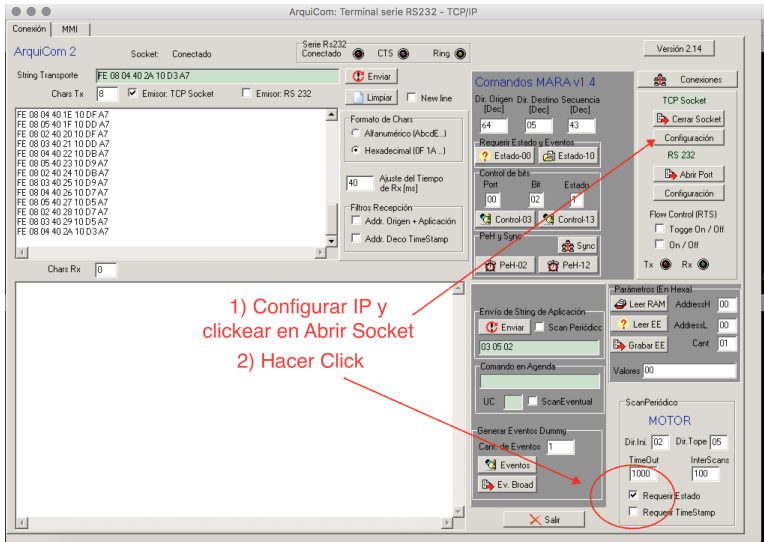 ArquiCom: Terminal serie RS232 - TCP/IP
Conexión MMI
ArquiCom 2
Socket: Conectado
Serie Rs232
Conectado CTS Ring
Versión 2.14
String Transporte FE 08 04 40 2A 10 D3 A7
Enviar
Chars Tx 8 Emisor: TCP Socket Emisor: RS 232
Limpiar New line
FE 08 04 40 1E 10 DF A7
FE 08 05 40 1F 10 DD A7
FE 08 02 40 20 10 DF A7
FE 08 03 40 21 10 DD A7
FE 08 04 40 22 10 DB A7
FE 08 05 40 23 10 D9 A7
FE 08 02 40 24 10 DB A7
FE 08 03 40 25 10 D9 A7
FE 08 04 40 26 10 D7 A7
FE 08 05 40 27 10 D5 A7
FE 08 02 40 28 10 D7 A7
FE 08 03 40 29 10 D5 A7
FE 08 04 40 2A 10 D3 A7
Formato de Chars
Alfanumérico (AbcdE..)
Hexadecimal (0F 1A ..)
40 Ajuste del Tiempo
de Rx [ms]
Filtros Recepción
Addr. Origen + Aplicación
Addr. Deco TimeStamp
Chars Rx 0
Comandos MARA v1.4
Dir. Origen Dir. Destino Secuencia
[Dec] [Dec] [Dec]
64 05 43
Requerir Estado y Eventos
Estado-00 Estado-10
Control de bits
Port Bit Estado
00 02 1
Control-03 Control-13
PeH y Sync
Sync
PeH-02 PeH-12
Conexiones
TCP Socket
Cerrar Socket
Configuración
RS 232
Abrir Port
Configuración
Flow Control (RTS)
Togge On / Off
On / Off
Tx Rx
1) Configurar IP y
clickear en Abrir Socket
2) Hacer Click
Envío de String de Aplicación
Enviar Scan Periódico
03 05 02
Comando en Agenda
UC ScanEventual
Generar Eventos Dummy
Cant. de Eventos 1
Eventos
Ev. Broad
Salir
Parámetros (En Hexa)
Leer RAM AddressH 00
Leer EE AddressL 00
Grabar EE Cant 01
Valores 00
ScanPeriódico
MOTOR
Dir.Ini. 02 Dir.Tope 05
TimeOut InterScans
1000 100
Requerir Estado
Requerir TimeStamp